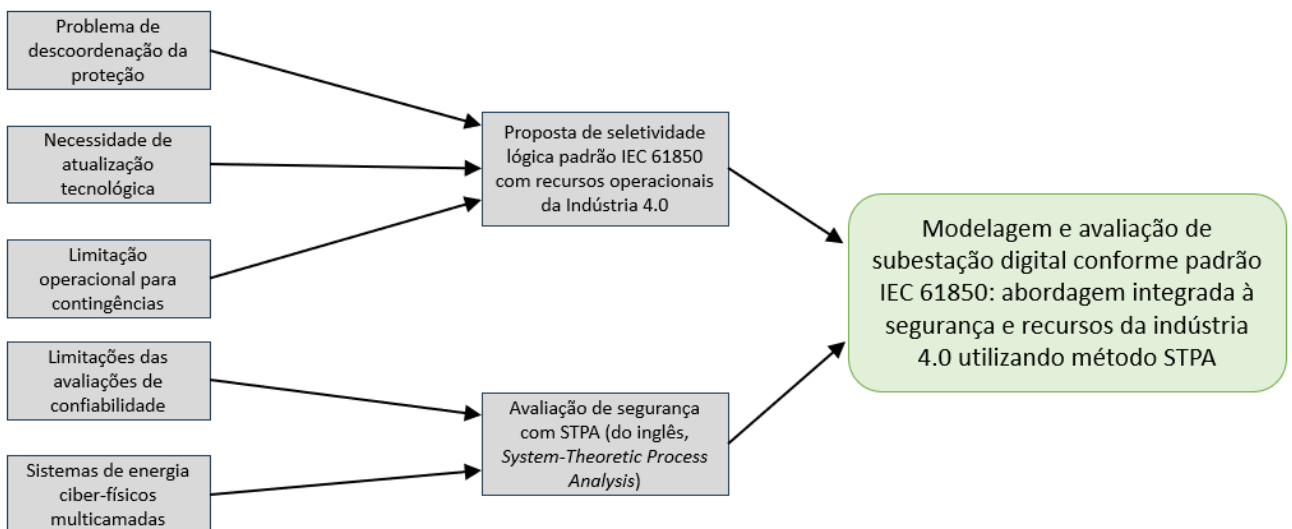 Problema de
descoordenação da
proteção
Necessidade de
atualização
tecnológica
Limitação
operacional para
contingências
Limitações das
avaliações de
confiabilidade
Sistemas de energia
ciber-físicos
multicamadas
Proposta de seletividade
lógica padrão IEC 61850
com recursos operacionais
da Indústria 4.0
Avaliação de segurança
com STPA (do inglês,
System-Theoretic Process
Analysis)
Modelagem e avaliação de
subestação digital conforme padrão
IEC 61850: abordagem integrada à
segurança e recursos da indústria
4.0 utilizando método STPA